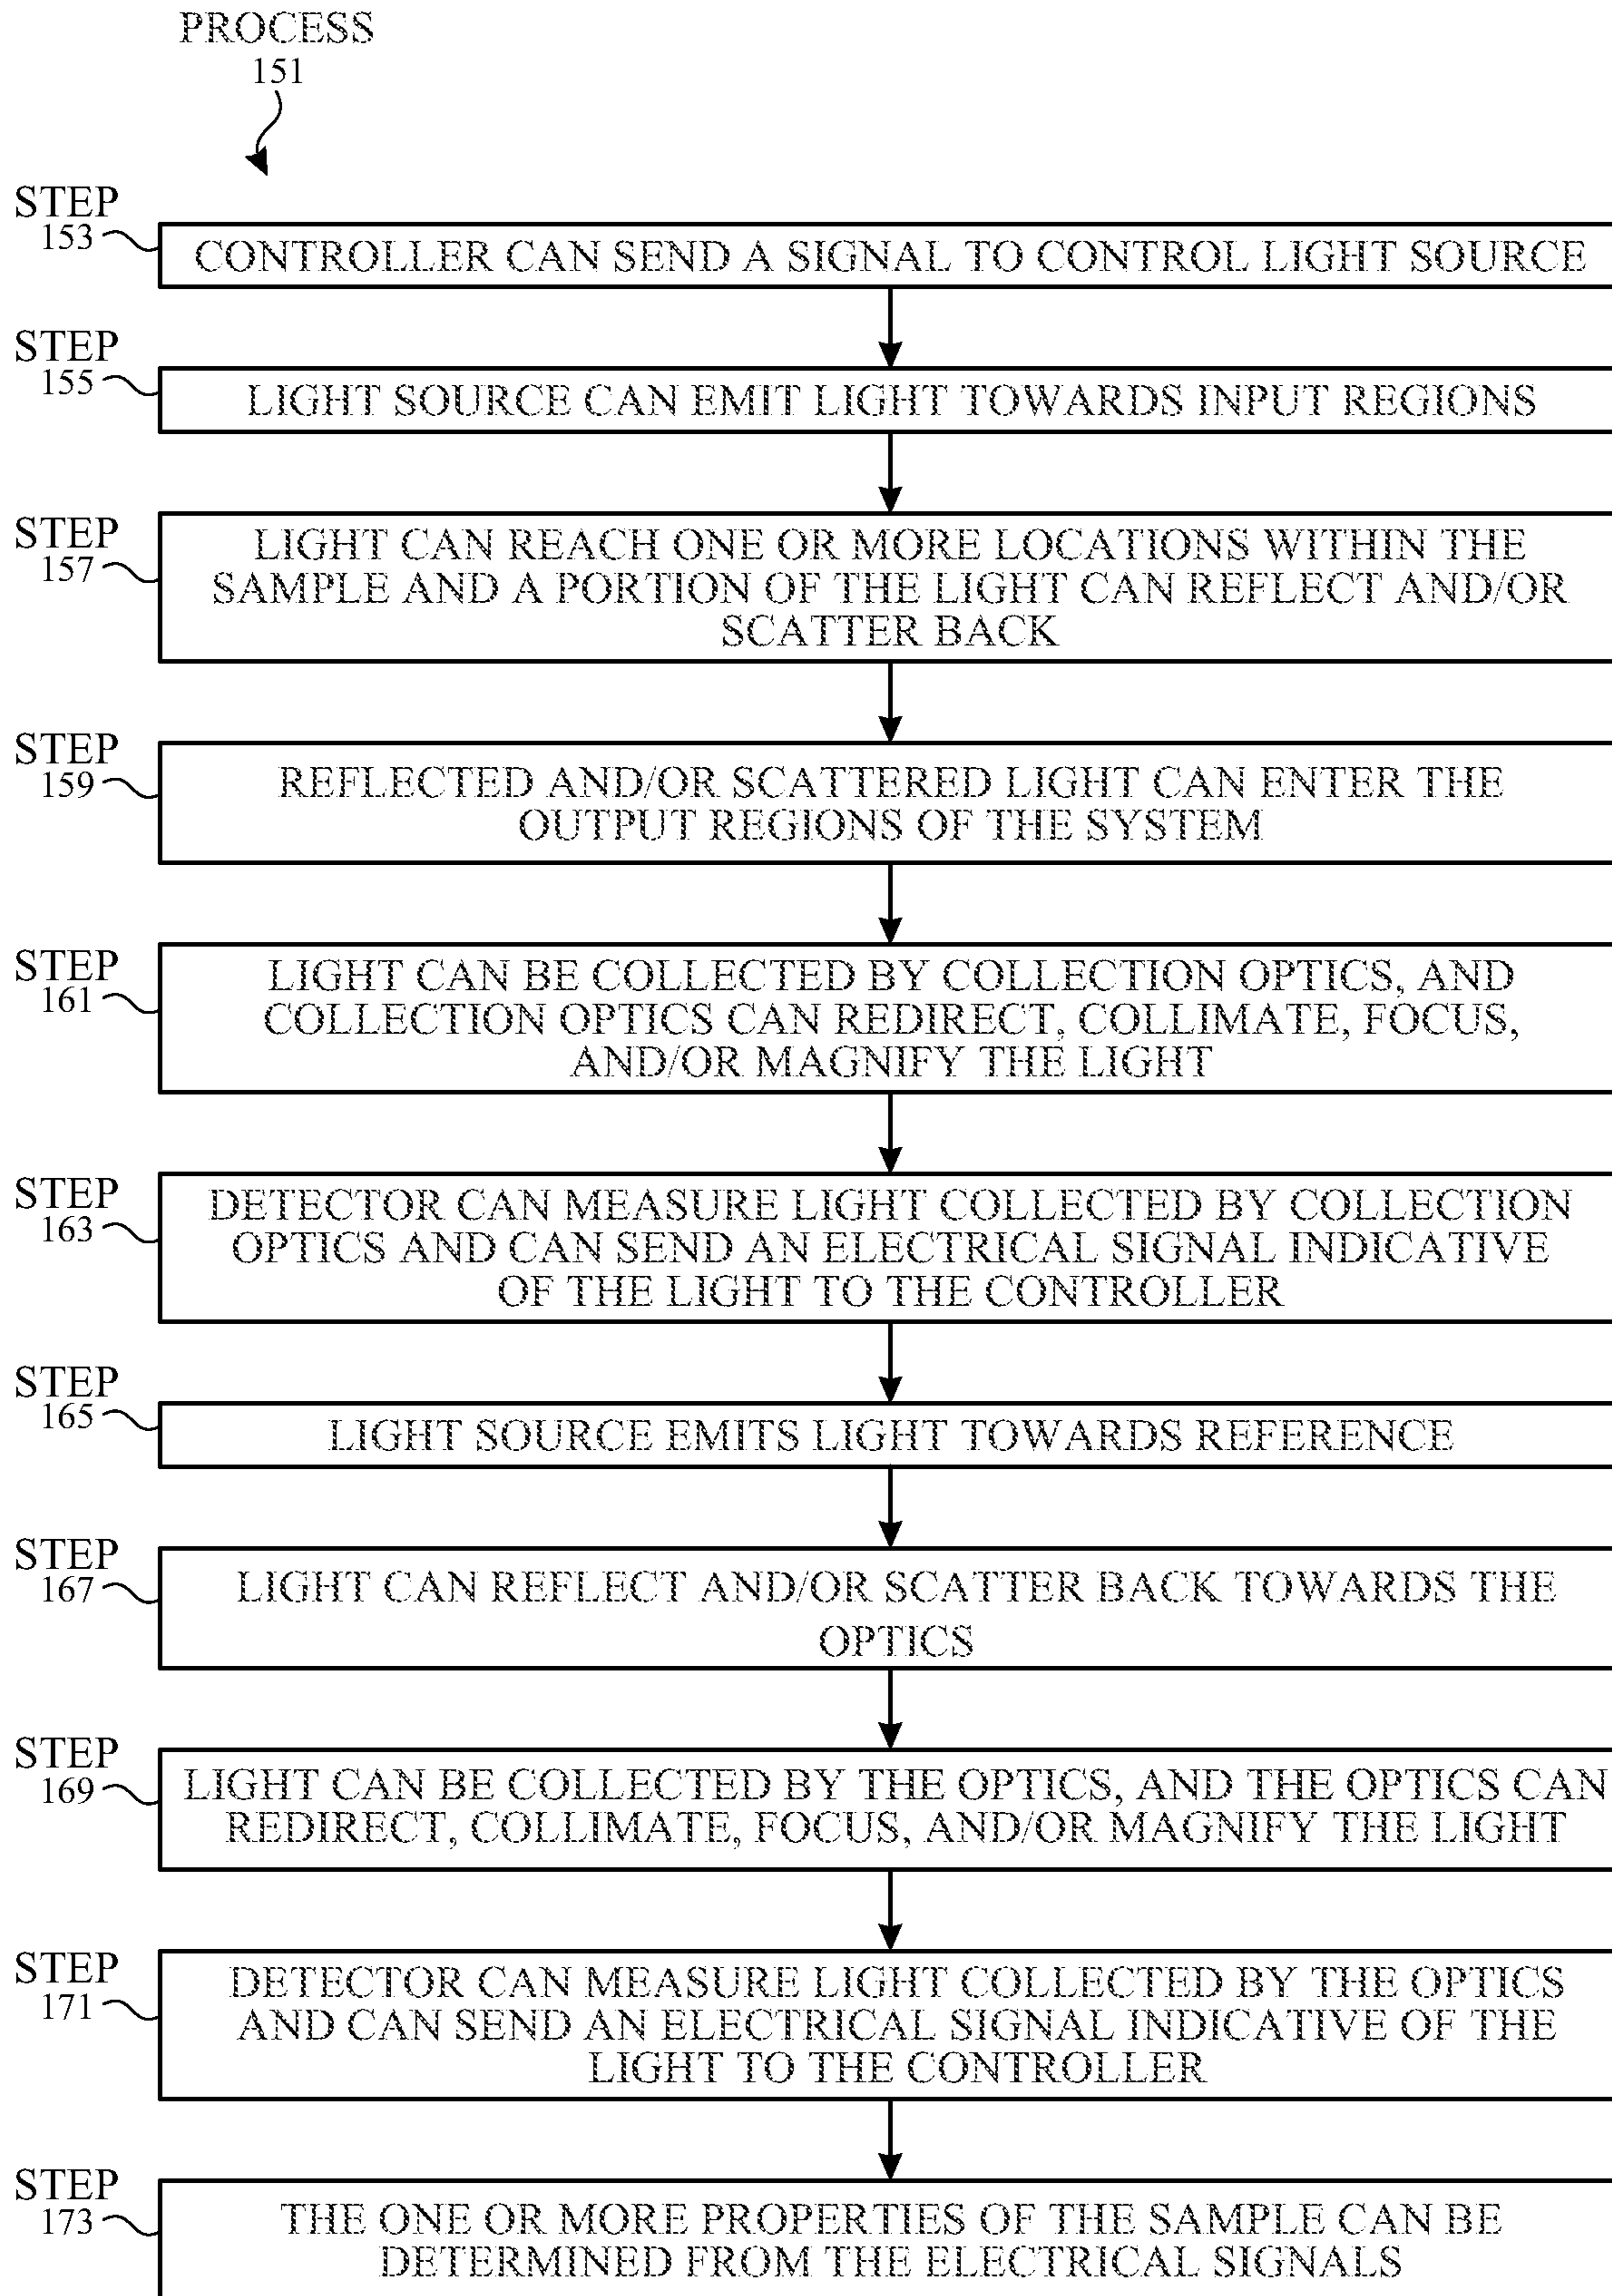 PROCESS
151
STEP
153
CONTROLLER CAN SEND A SIGNAL TO CONTROL LIGHT SOURCE
STEP
155
LIGHT SOURCE CAN EMIT LIGHT TOWARDS INPUT REGIONS
STEP
157
LIGHT CAN REACH ONE OR MORE LOCATIONS WITHIN THE
SAMPLE AND A PORTION OF THE LIGHT CAN REFLECT AND/OR
SCATTER BACK
STEP
159
REFLECTED AND/OR SCATTERED LIGHT CAN ENTER THE
OUTPUT REGIONS OF THE SYSTEM
STEP
161
LIGHT CAN BE COLLECTED BY COLLECTION OPTICS, AND
COLLECTION OPTICS CAN REDIRECT, COLLIMATE, FOCUS,
AND/OR MAGNIFY THE LIGHT
STEP
163
DETECTOR CAN MEASURE LIGHT COLLECTED BY COLLECTION
OPTICS AND CAN SEND AN ELECTRICAL SIGNAL INDICATIVE
OF THE LIGHT TO THE CONTROLLER
STEP
165
LIGHT SOURCE EMITS LIGHT TOWARDS REFERENCE
STEP
167
LIGHT CAN REFLECT AND/OR SCATTER BACK TOWARDS THE
OPTICS
STEP
169
LIGHT CAN BE COLLECTED BY THE OPTICS, AND THE OPTICS CAN
REDIRECT, COLLIMATE, FOCUS, AND/OR MAGNIFY THE LIGHT
STEP
171
DETECTOR CAN MEASURE LIGHT COLLECTED BY THE OPTICS
AND CAN SEND AN ELECTRICAL SIGNAL INDICATIVE OF THE
LIGHT TO THE CONTROLLER
STEP
173
THE ONE OR MORE PROPERTIES OF THE SAMPLE CAN BE
DETERMINED FROM THE ELECTRICAL SIGNALS